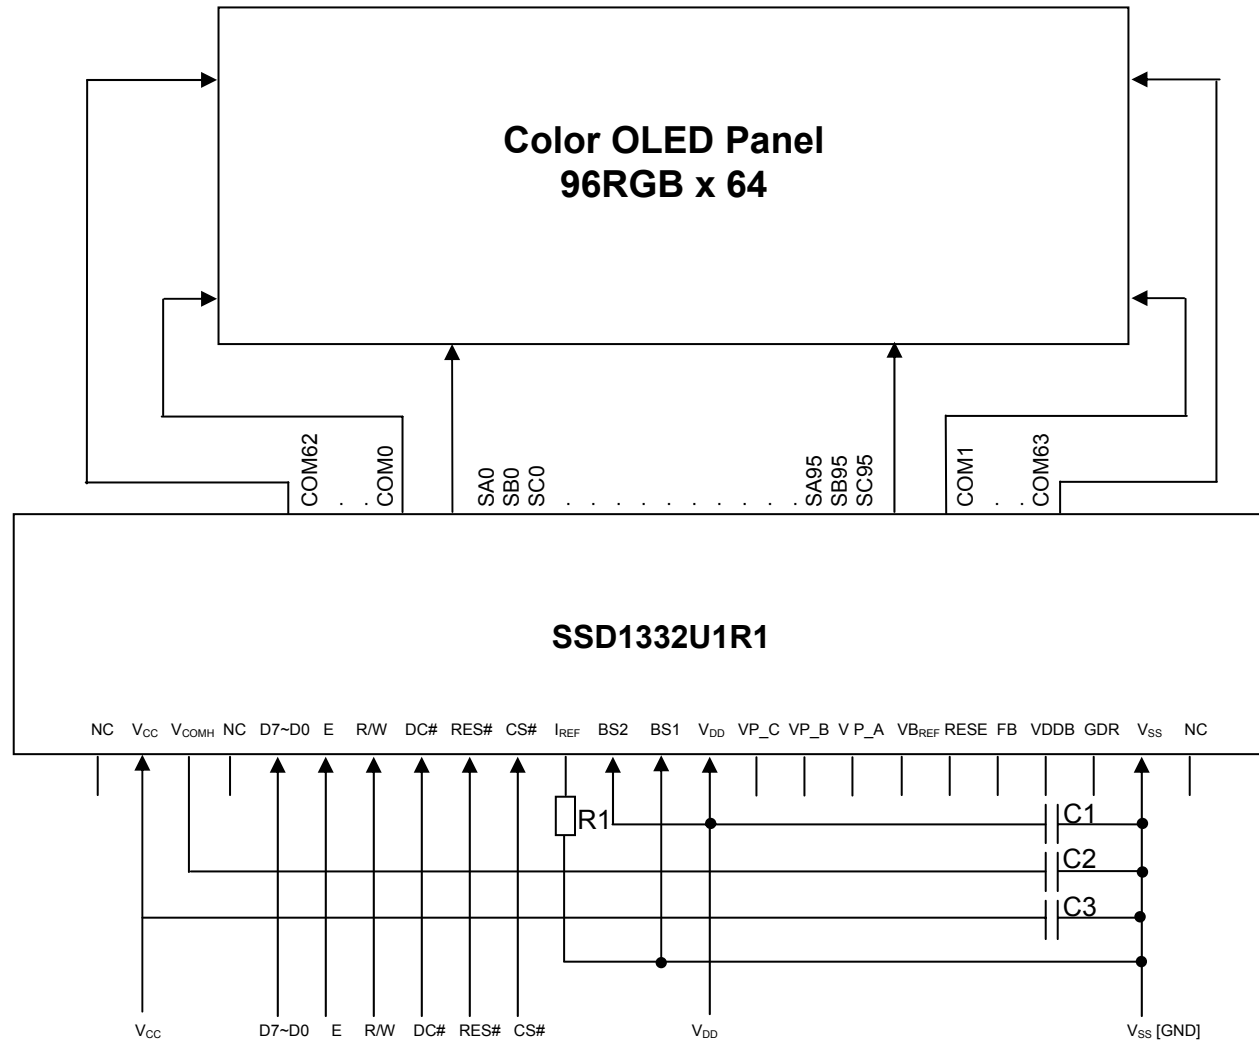 Color OLED Panel
96RGB x 64
COM62
. .
COM0
SA0
SB0
SC0
. . . . . . . . . .
SA95
SB95
SC95
COM1
. .
COM63
SSD1332U1R1
NC VCC VCOMH NC D7~D0 E R/W DC# RES# CS# IREF BS2 BS1 VDD VP_C VP_B V P_A VBREF RESE FB VDDB GDR VSS NC
R1
C1
C2
C3
VCC D7~D0 E R/W DC# RES# CS# VDD VSS [GND]